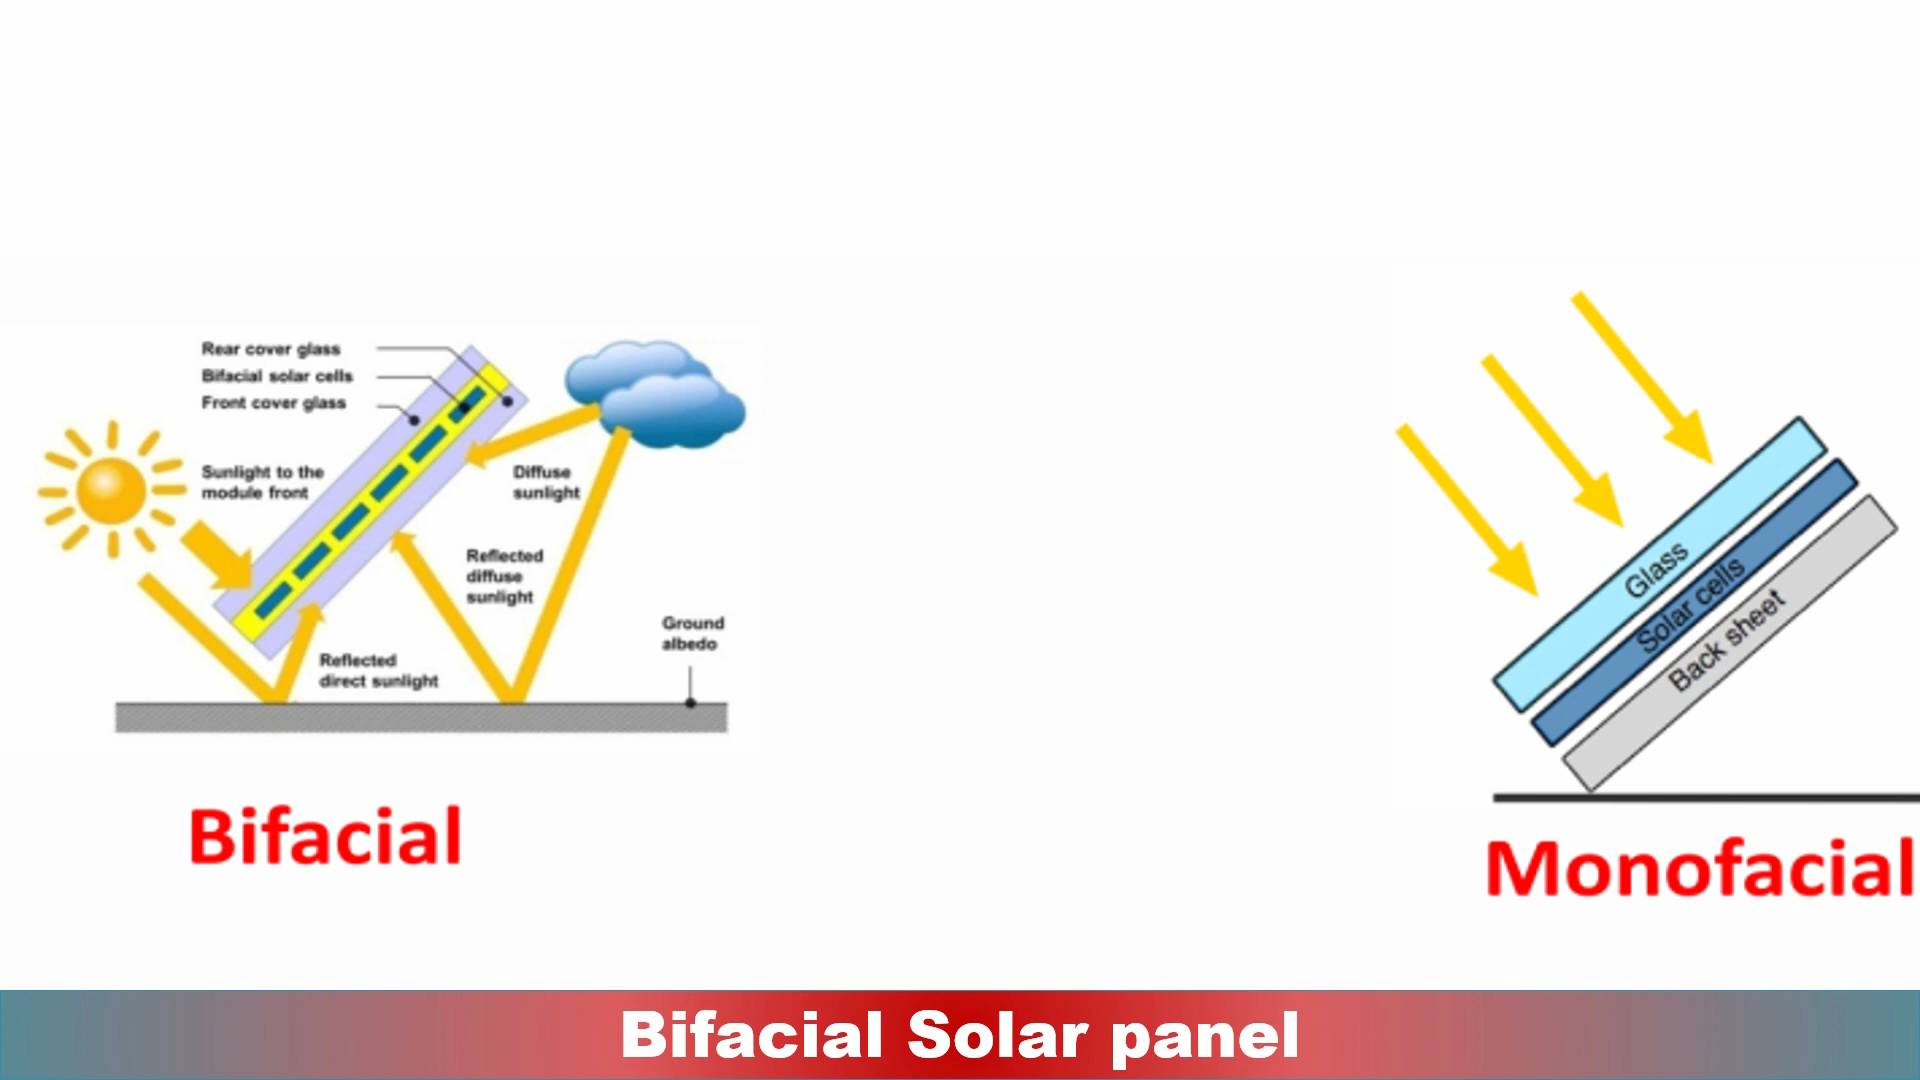 Rear cover glass
Bifacial solar cells
Front cover glass
Sunlight to the
module front
Diffuse
sunlight
Reflected
diffuse
sunlight
Ground
albedo
Reflected
direct sunlight
Bifacial
Glass
Solar cells
Back sheet
Monofacial
Bifacial Solar panel